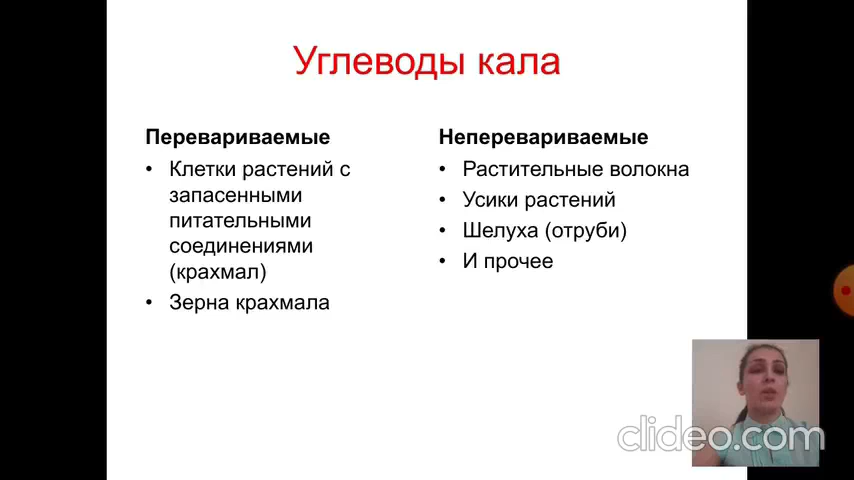 Углеводы кала
Перевариваемые
• Клетки растений с
запасенными
питательными
соединениями
(крахмал)
• Зерна крахмала
Неперевариваемые
• Растительные волокна
• Усики растений
• Шелуха (отруби)
• И прочее
clideo.com